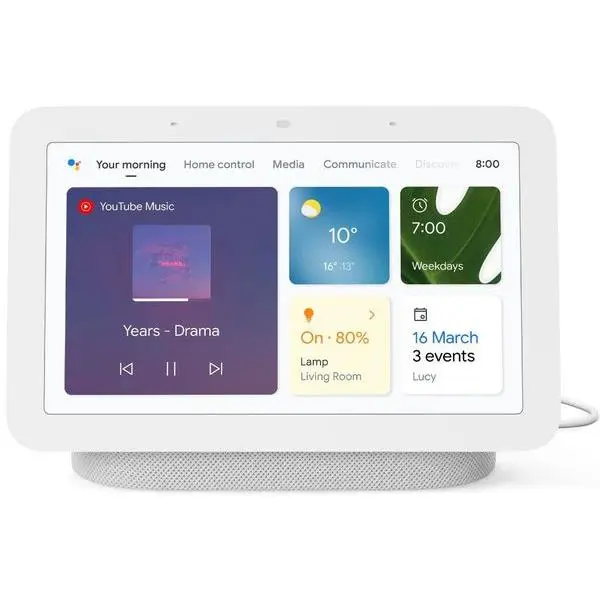 Your morning
Home control
Media
Communicate
Discover
8:00
YouTube Music
Years - Drama
10°
16° 13°
7:00
Weekdays
On · 80%
Lamp
Living Room
16 March
3 events
Lucy